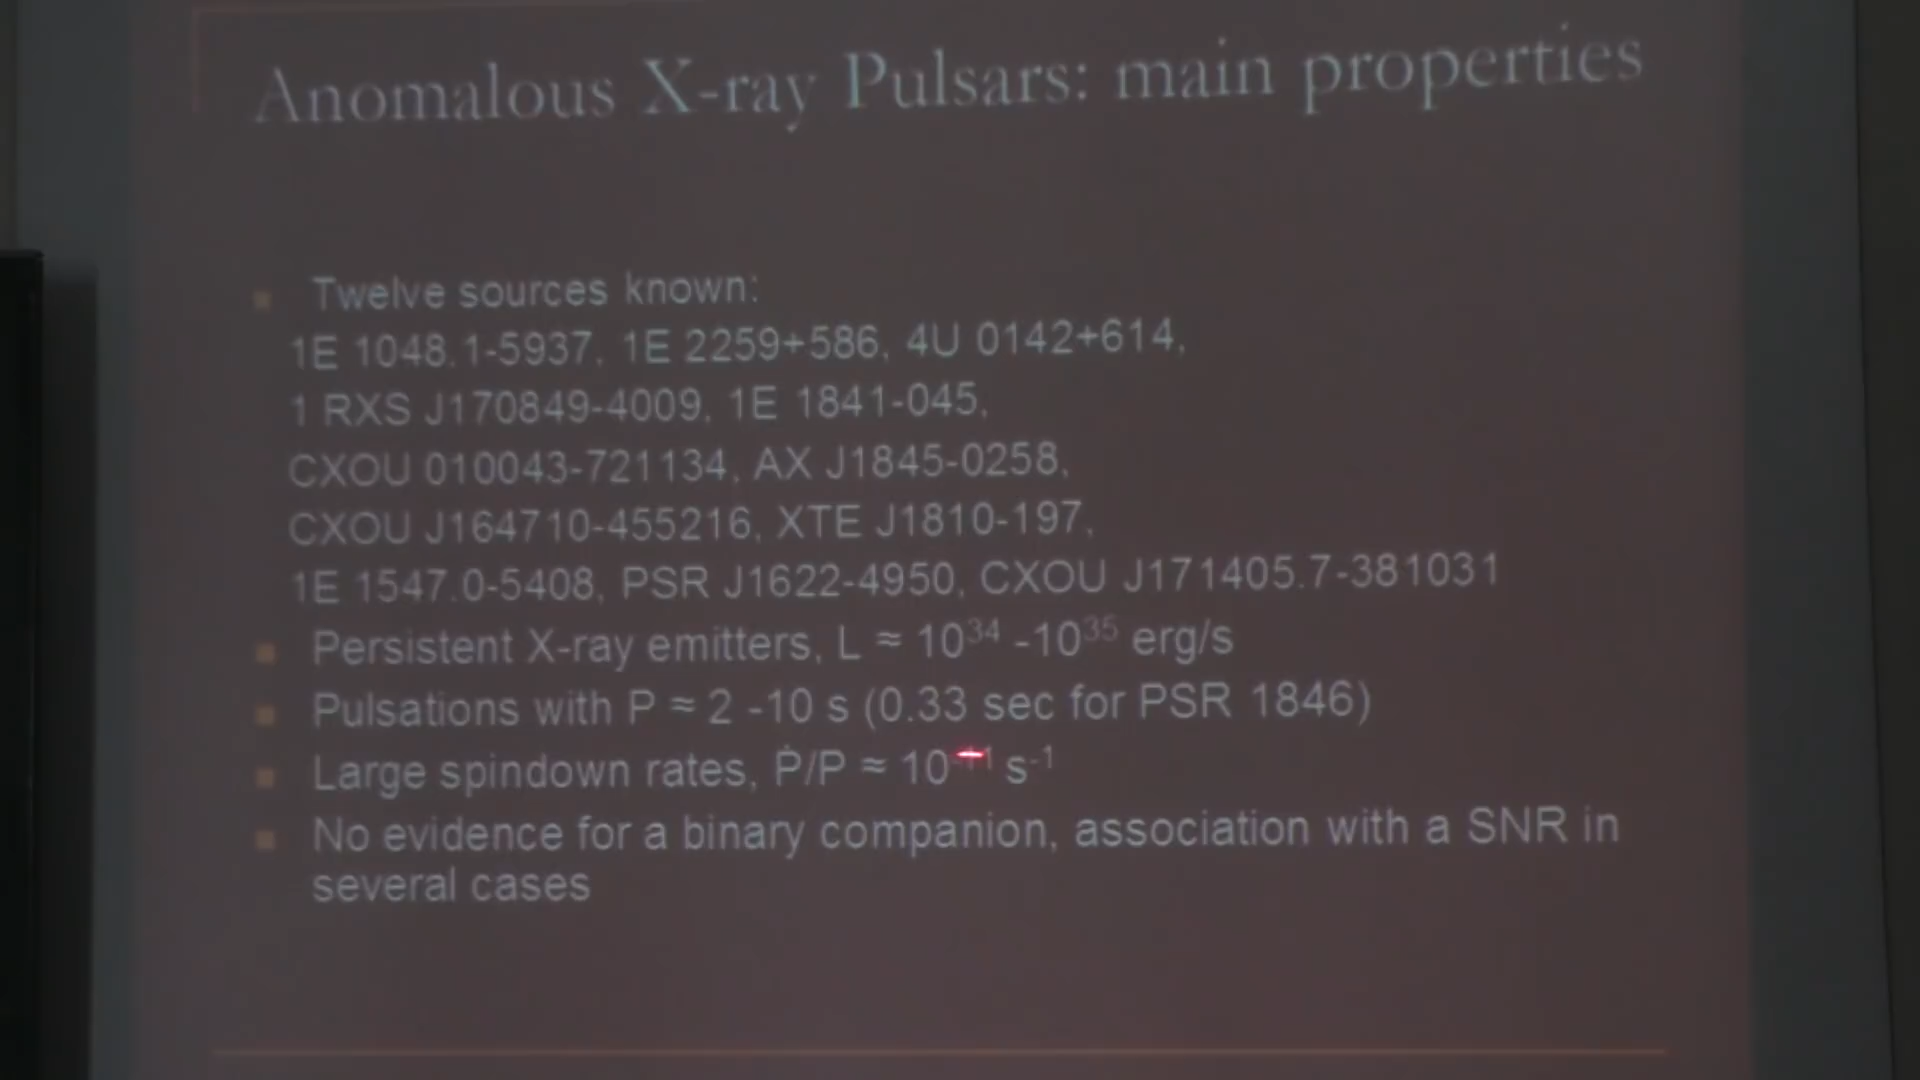 Anomalous X-ray Pulsars: main properties
Twelve sources known:
1E 1048.1-5937, 1E 2259+586, 4U 0142+614,
1 RXS J170849-4009, 1E 1841-045,
CXOU 010043-721134, AX J1845-0258,
CXOU J164710-455216, XTE J1810-197,
1E 1547.0-5408, PSR J1622-4950, CXOU J171405.7-381031
Persistent X-ray emitters, L ≈ 10³⁴ -10³⁵ erg/s
Pulsations with P ≈ 2 -10 s (0.33 sec for PSR 1846)
Large spindown rates, Ṗ/P ≈ 10⁻¹¹ s⁻¹
No evidence for a binary companion, association with a SNR in
several cases